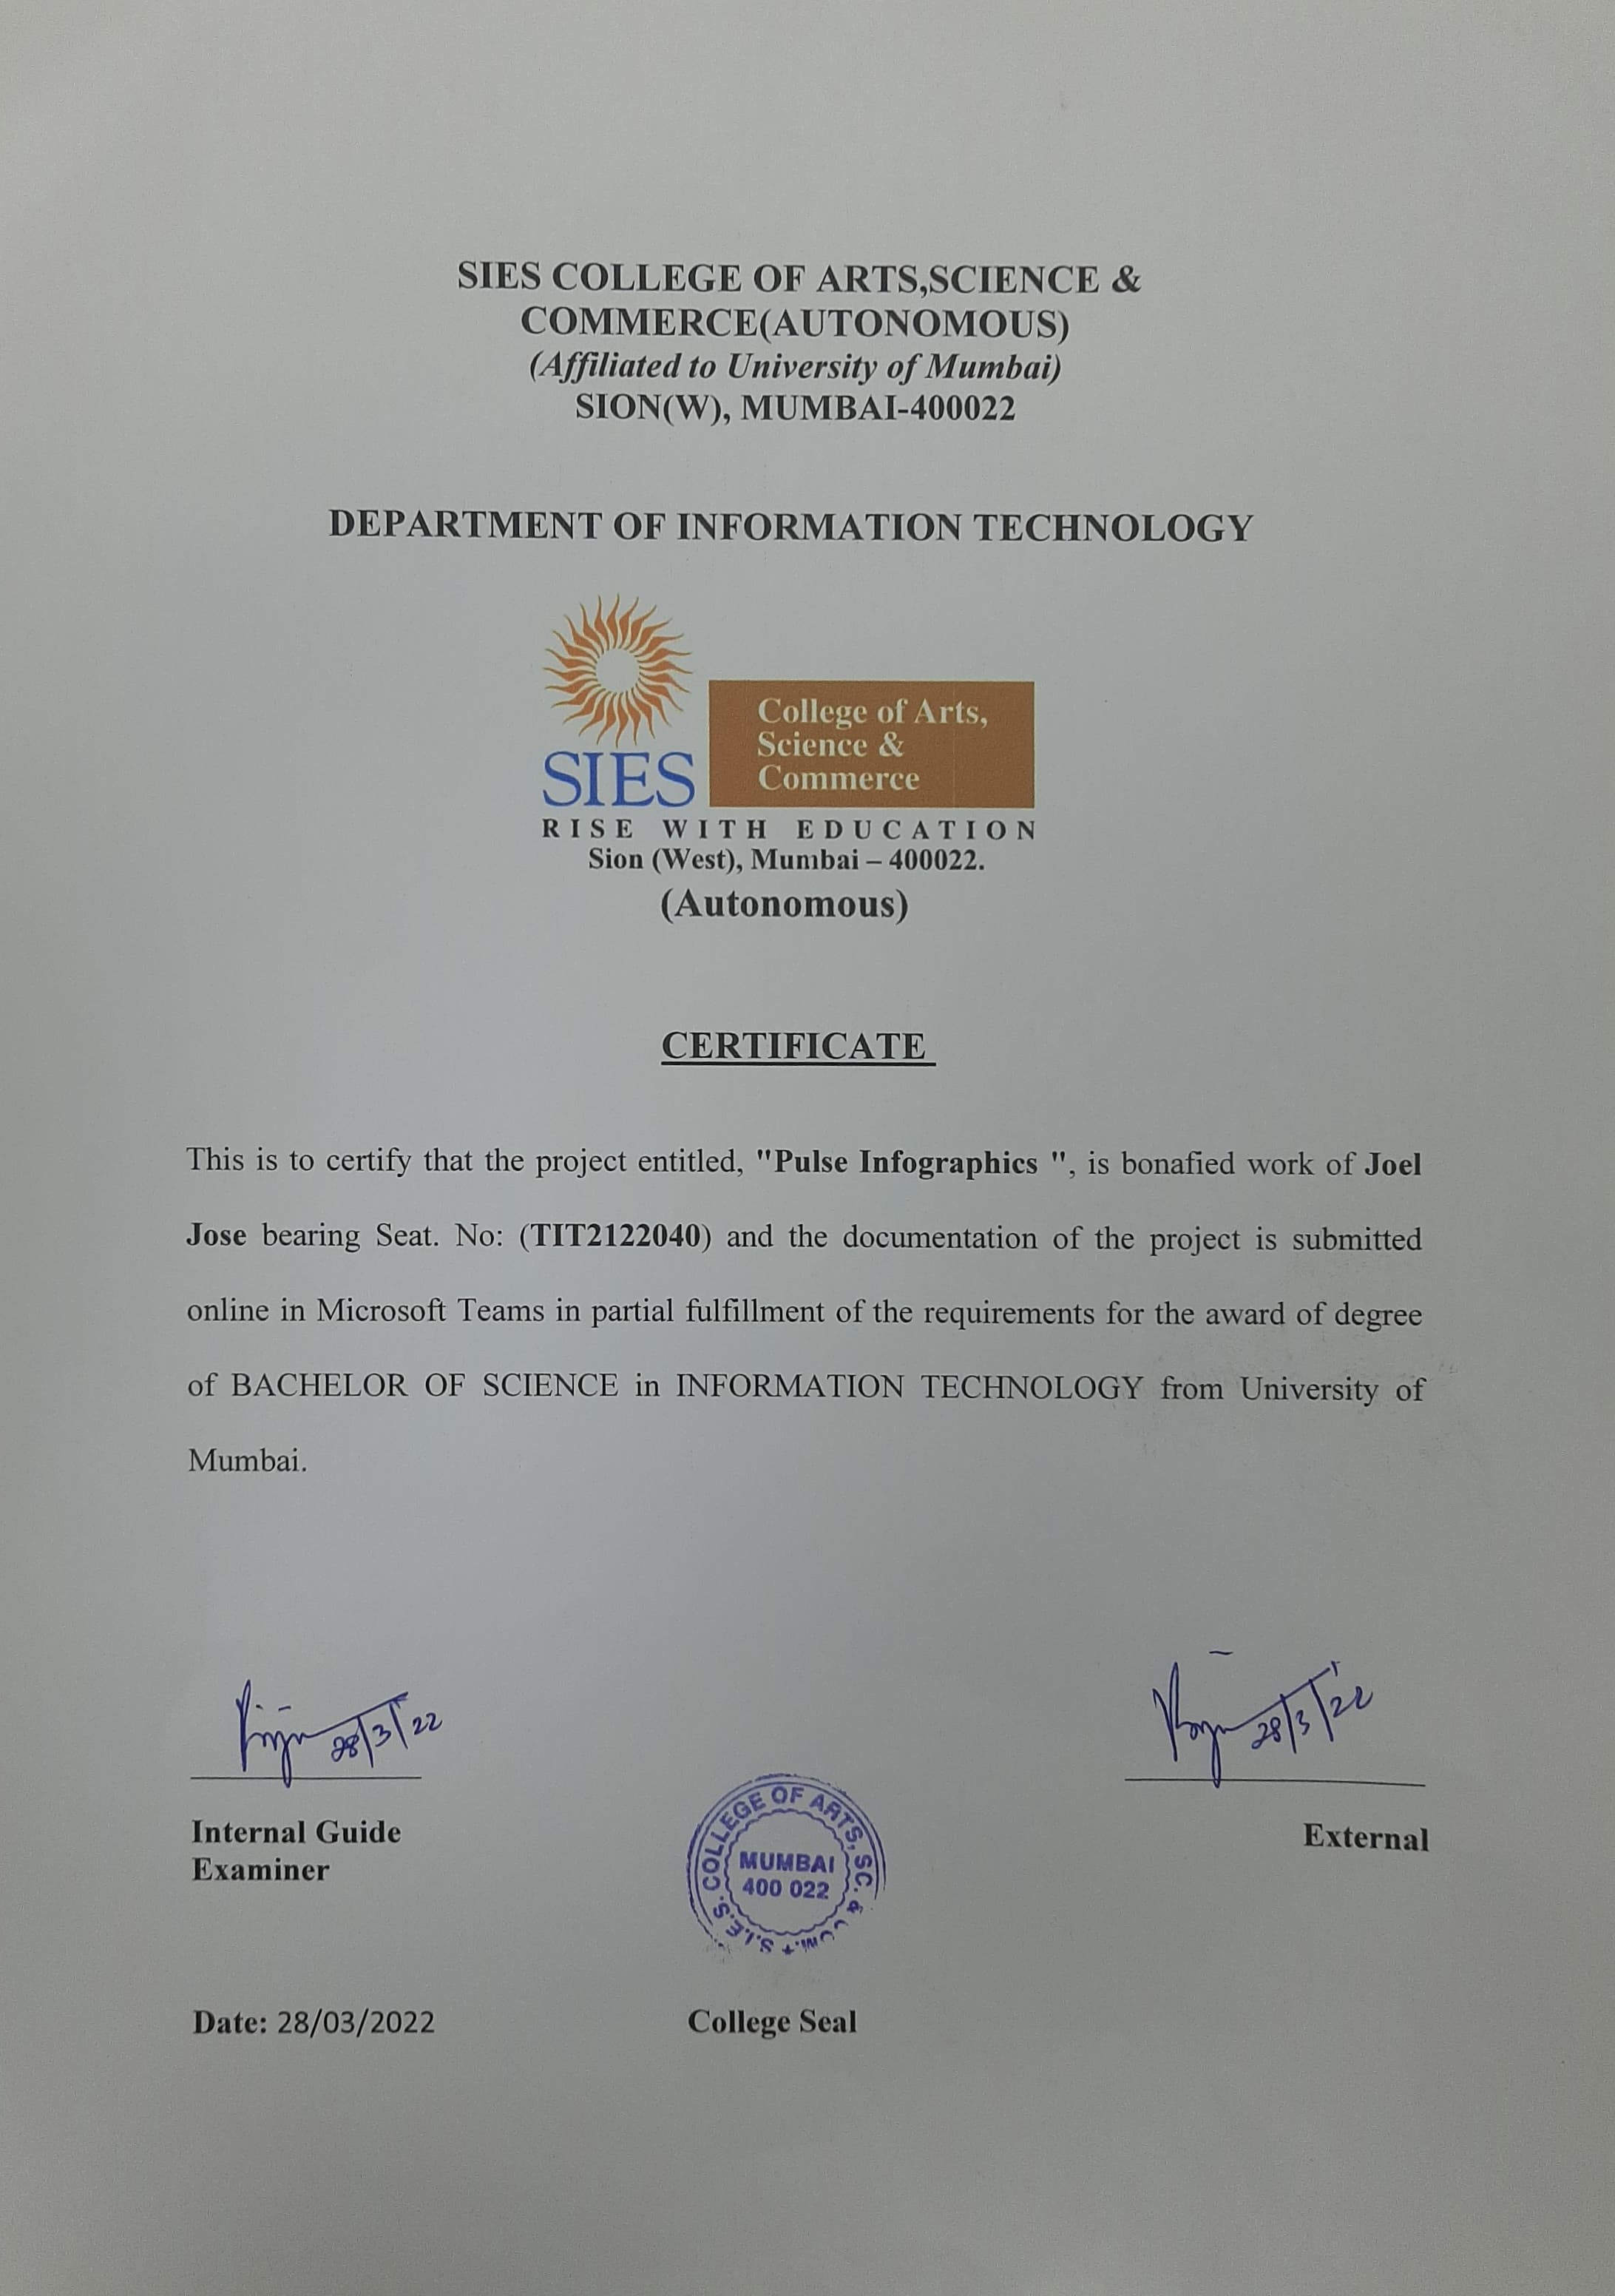 SIES COLLEGE OF ARTS,SCIENCE &
COMMERCE(AUTONOMOUS)
(Affiliated to University of Mumbai)
SION(W), MUMBAI-400022
DEPARTMENT OF INFORMATION TECHNOLOGY
SIES
College of Arts,
Science &
Commerce
RISE WITH EDUCATION
Sion (West), Mumbai – 400022.
(Autonomous)
CERTIFICATE
This is to certify that the project entitled, "Pulse Infographics ", is bonafied work of Joel
Jose bearing Seat. No: (TIT2122040) and the documentation of the project is submitted
online in Microsoft Teams in partial fulfillment of the requirements for the award of degree
of BACHELOR OF SCIENCE in INFORMATION TECHNOLOGY from University of
Mumbai.
28/3/22
28/3/22
Internal Guide
Examiner
External
S.I.E.S. COLLEGE OF ARTS, SC. & COM.
MUMBAI
400 022
Date: 28/03/2022
College Seal